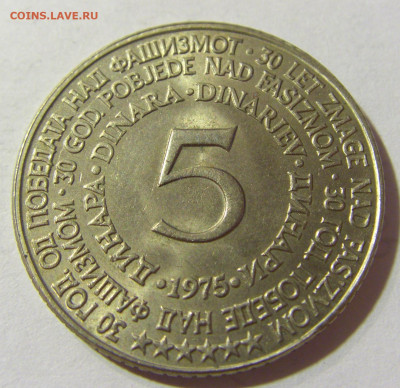 COINS.LAVE.RU
30 ГОД ОД ПОБЕДАТА НАД ФАШИЗМОТ · 30 LET ZMAGE NAD FAŠIZMOM
30 GOD. POBJEDE NAD FAŠIZMOM · 30 ГОД. ПОБЕДЕ НАД ФАШИЗМОМ ·
ДИНАРА · DINARA · DINARJEV · ДИНАРИ
5
· 1975 ·